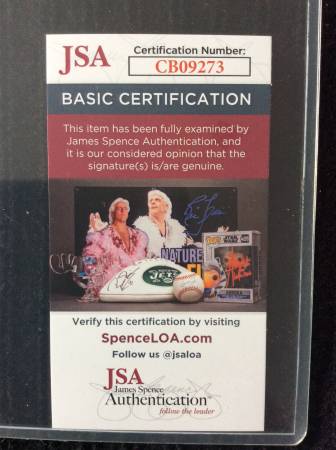 JSA
Certification Number:
CB09273
BASIC CERTIFICATION
This item has been fully examined by
James Spence Authentication, and
it is our considered opinion that the
signature(s) is/are genuine.
NATURE
JETS
STAR
WARS
Verify this certification by visiting
SpenceLOA.com
Follow us @jsaloa
JSA
James Spence
Authentication
follow the leader